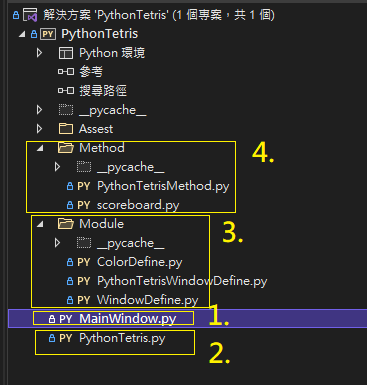 解決方案 'PythonTetris' (1 個專案，共 1 個)
PY PythonTetris
Python 環境
參考
搜尋路徑
__pycache__
Assest
Method
4.
__pycache__
PY PythonTetrisMethod.py
PY scoreboard.py
Module
3.
__pycache__
PY ColorDefine.py
PY PythonTetrisWindowDefine.py
PY WindowDefine.py
PY MainWindow.py 1.
PY PythonTetris.py 2.